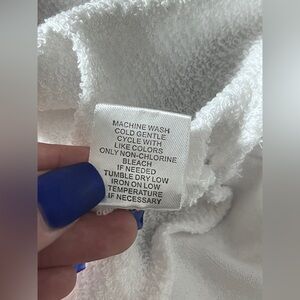 MACHINE WASH
COLD GENTLE
CYCLE WITH
LIKE COLORS
ONLY NON-CHLORINE
BLEACH
IF NEEDED
TUMBLE DRY LOW
IRON ON LOW
TEMPERATURE
IF NECESSARY